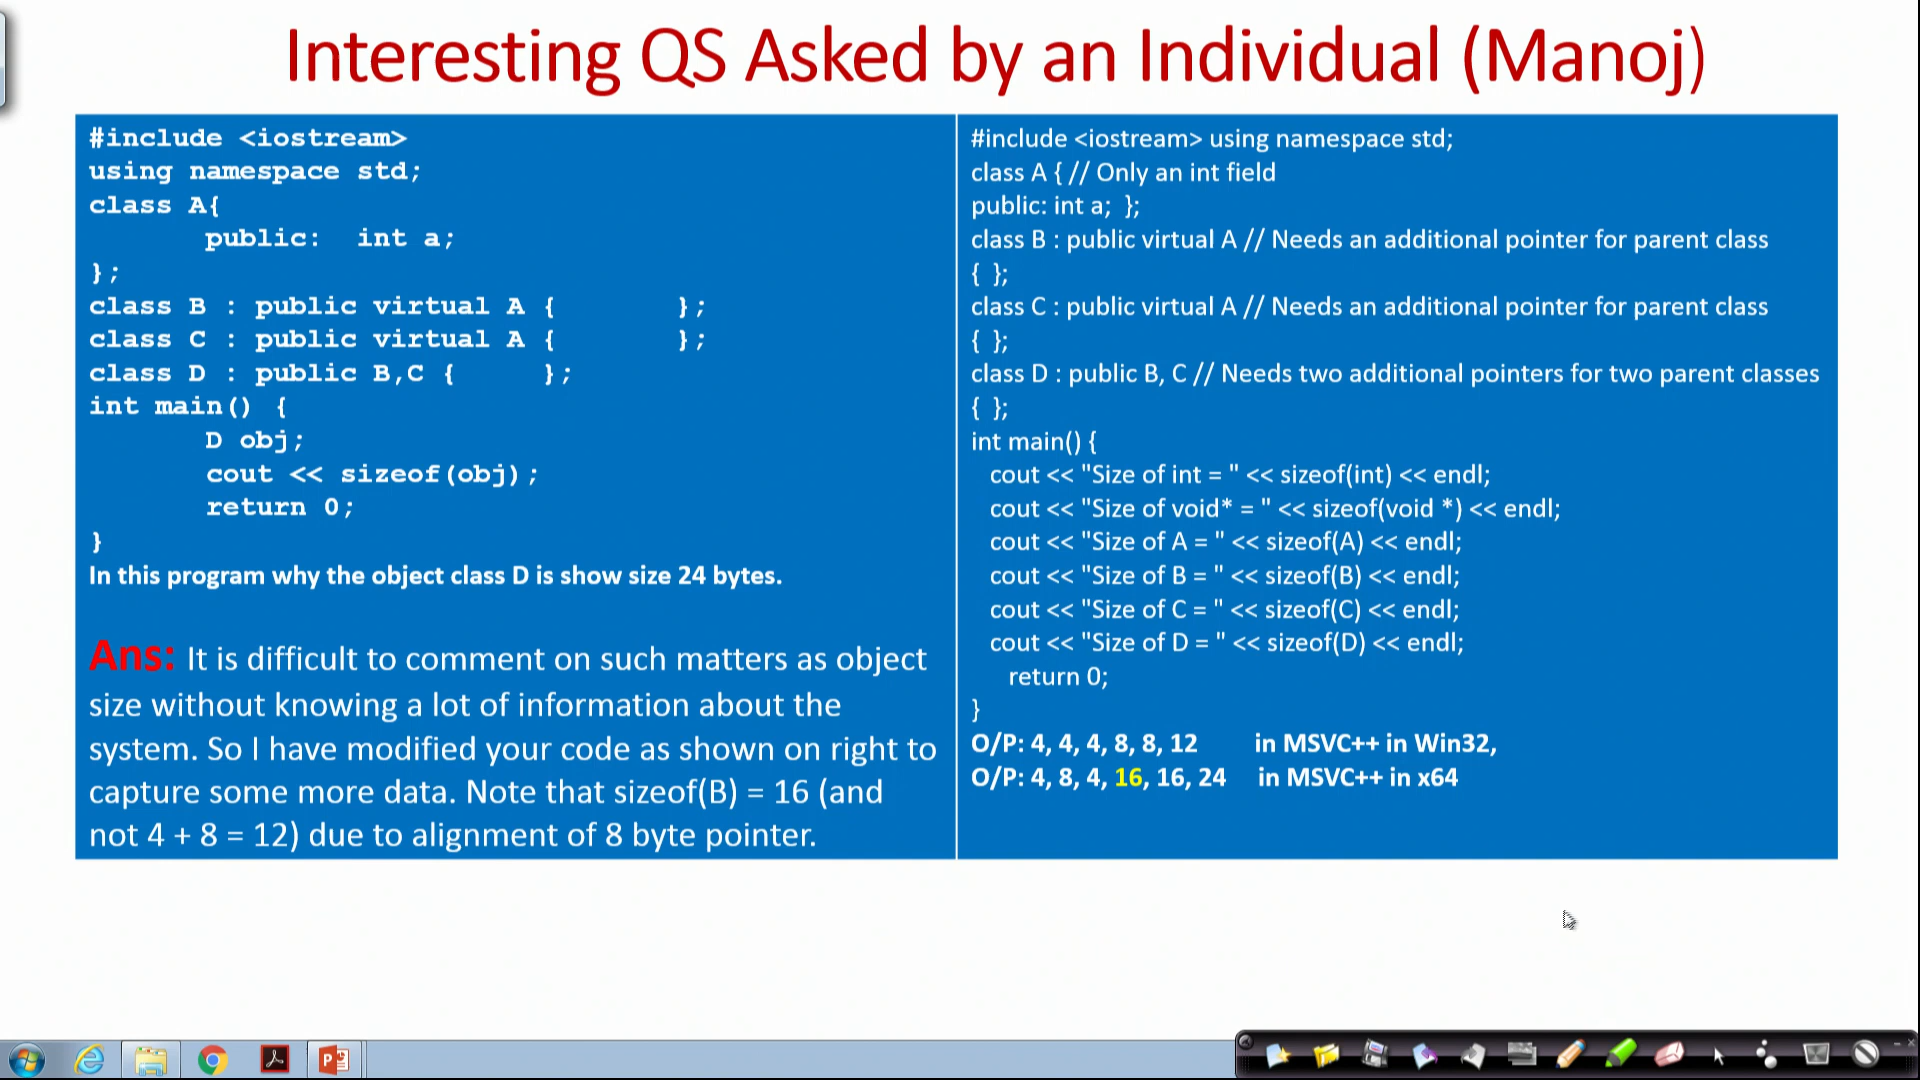 Interesting QS Asked by an Individual (Manoj)
#include <iostream>
using namespace std;
class A{
public: int a;
};
class B : public virtual A { };
class C : public virtual A { };
class D : public B,C { };
int main() {
D obj;
cout << sizeof(obj);
return 0;
}
In this program why the object class D is show size 24 bytes.
Ans: It is difficult to comment on such matters as object
size without knowing a lot of information about the
system. So I have modified your code as shown on right to
capture some more data. Note that sizeof(B) = 16 (and
not 4 + 8 = 12) due to alignment of 8 byte pointer.
#include <iostream> using namespace std;
class A { // Only an int field
public: int a; };
class B : public virtual A // Needs an additional pointer for parent class
{ };
class C : public virtual A // Needs an additional pointer for parent class
{ };
class D : public B, C // Needs two additional pointers for two parent classes
{ };
int main() {
cout << "Size of int = " << sizeof(int) << endl;
cout << "Size of void* = " << sizeof(void *) << endl;
cout << "Size of A = " << sizeof(A) << endl;
cout << "Size of B = " << sizeof(B) << endl;
cout << "Size of C = " << sizeof(C) << endl;
cout << "Size of D = " << sizeof(D) << endl;
return 0;
}
O/P: 4, 4, 4, 8, 8, 12 in MSVC++ in Win32,
O/P: 4, 8, 4, 16, 16, 24 in MSVC++ in x64